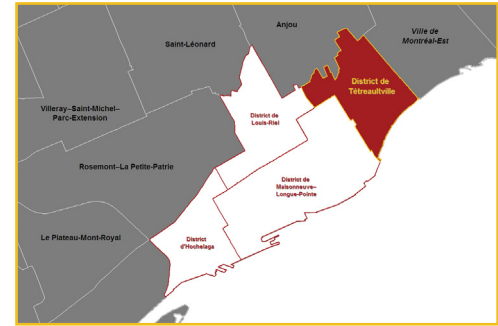 Anjou
Ville de
Montréal-Est
Saint-Léonard
District de
Tétreaultville
Villeray–Saint-Michel–
Parc-Extension
District de
Louis-Riel
Rosemont–La Petite-Patrie
District de
Maisonneuve–
Longue-Pointe
Le Plateau-Mont-Royal
District
d'Hochelaga